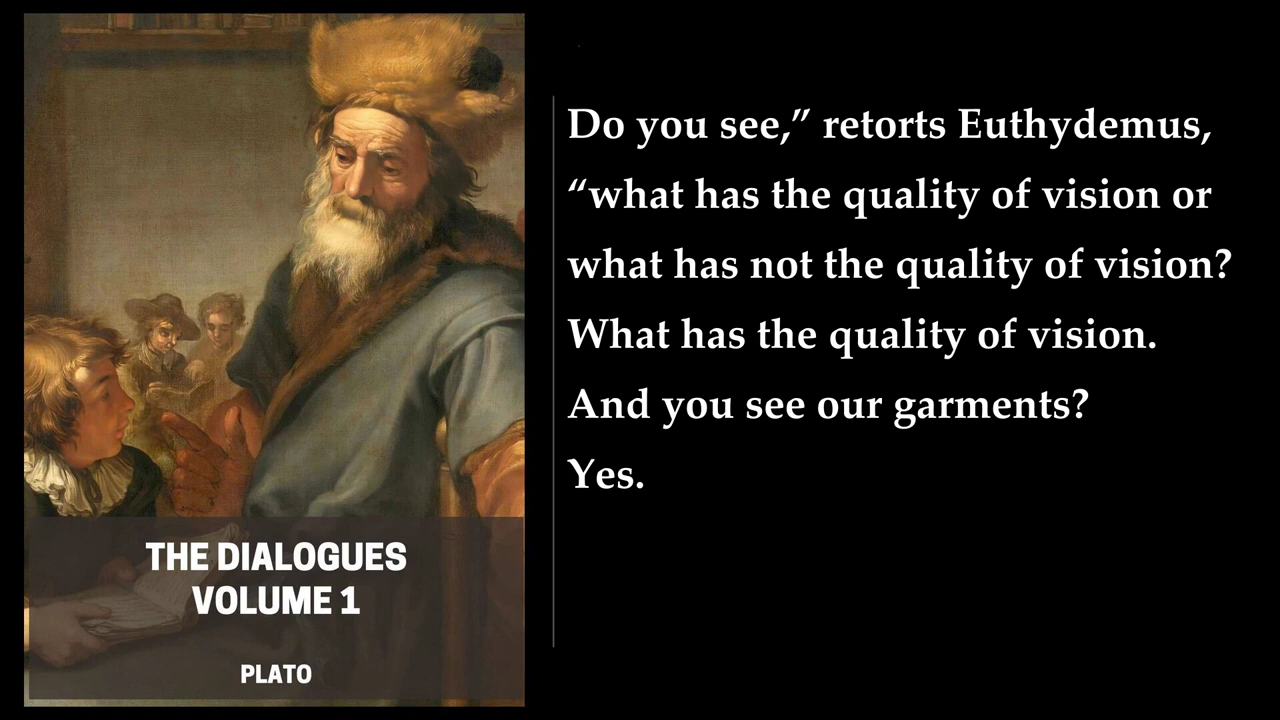 Do you see,” retorts Euthydemus,
“what has the quality of vision or
what has not the quality of vision?
What has the quality of vision.
And you see our garments?
Yes.
THE DIALOGUES
VOLUME 1
PLATO